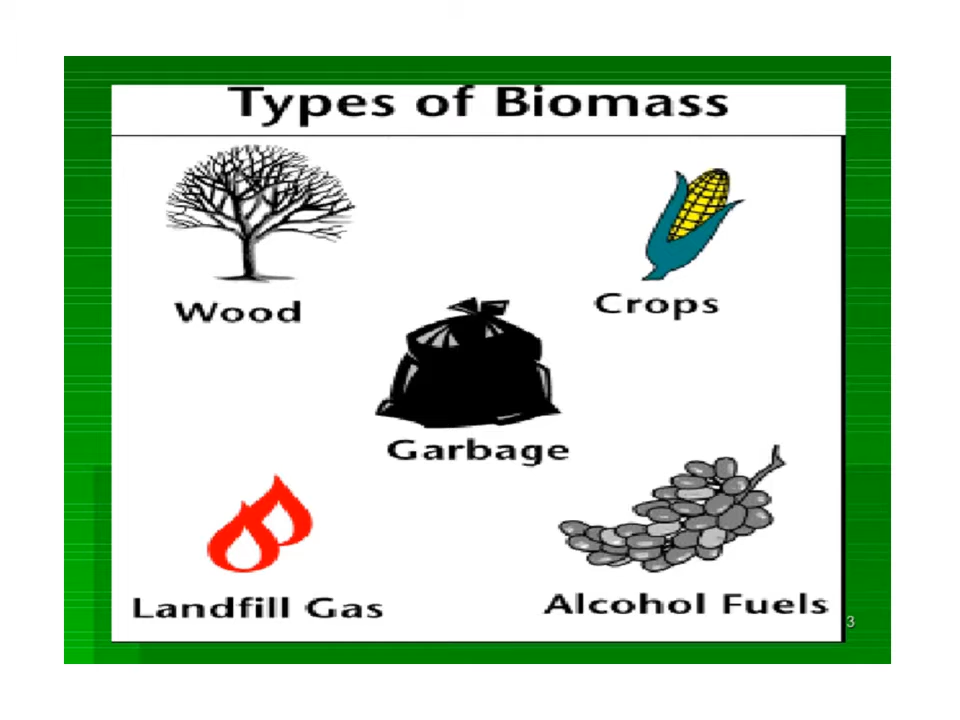 Types of Biomass
Wood
Crops
Garbage
Landfill Gas
Alcohol Fuels
3